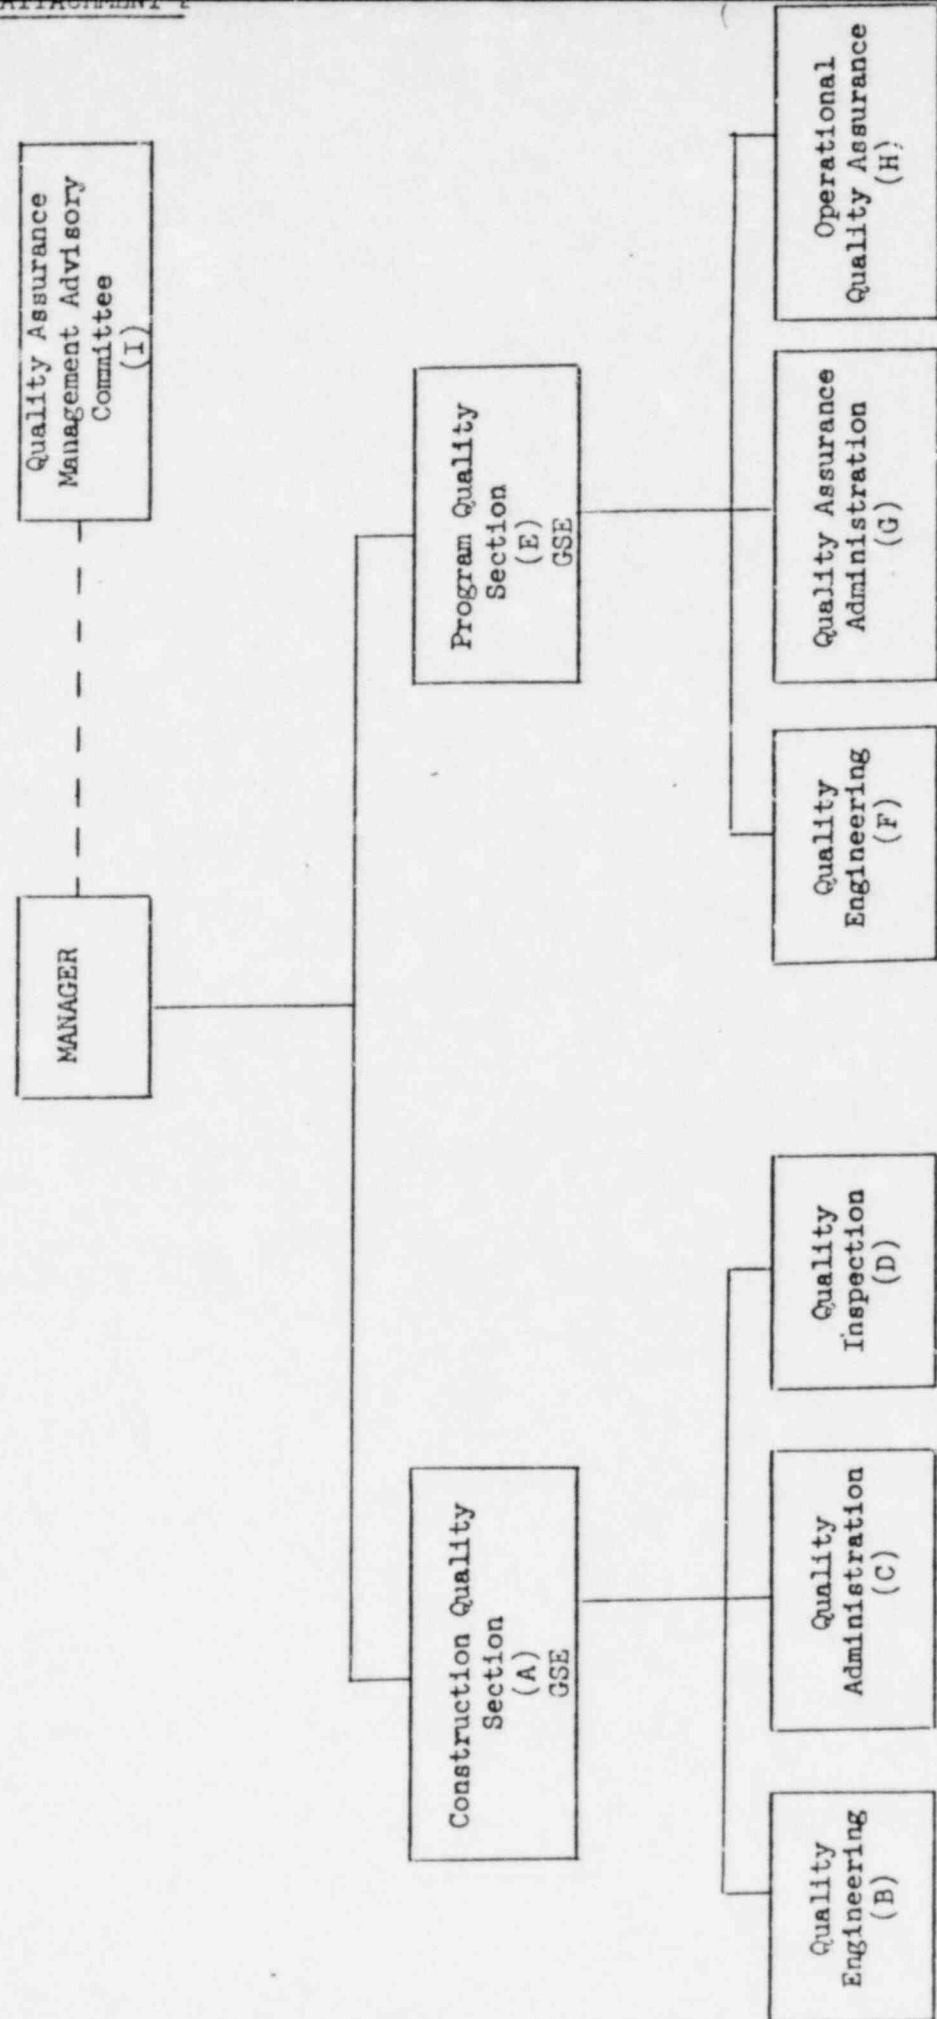 ATTACHMENT 2
MANAGER
Quality Assurance
Management Advisory
Committee
(I)
Construction Quality
Section
(A)
GSE
Program Quality
Section
(E)
GSE
Quality
Engineering
(B)
Quality
Administration
(C)
Quality
Inspection
(D)
Quality
Engineering
(F)
Quality Assurance
Administration
(G)
Operational
Quality Assurance
(H)